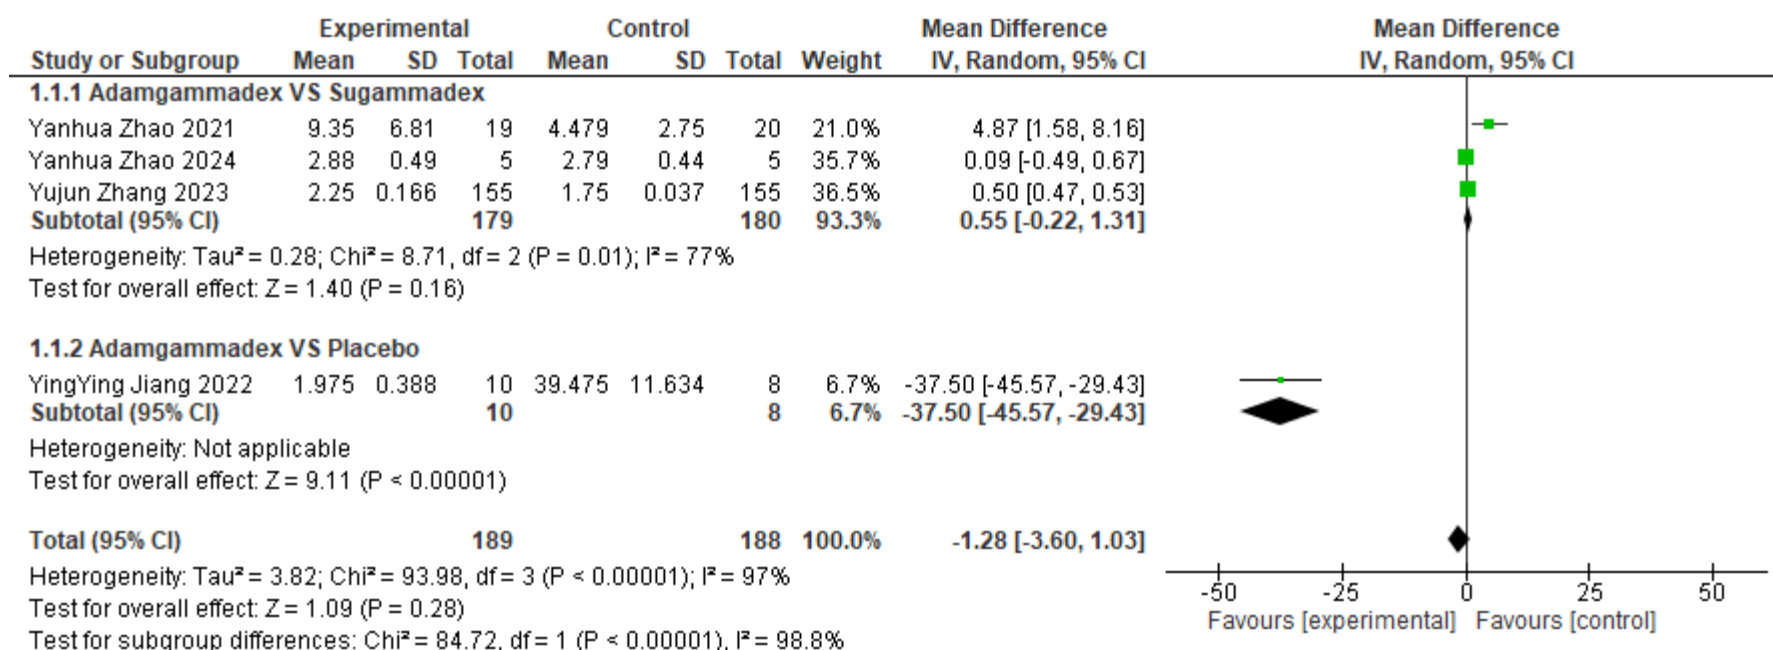 Experimental Control Mean Difference Mean Difference
Study or Subgroup Mean SD Total Mean SD Total Weight IV, Random, 95% CI IV, Random, 95% CI
1.1.1 Adamgammadex VS Sugammadex
Yanhua Zhao 2021 9.35 6.81 19 4.479 2.75 20 21.0% 4.87 [1.58, 8.16]
Yanhua Zhao 2024 2.88 0.49 5 2.79 0.44 5 35.7% 0.09 [-0.49, 0.67]
Yujun Zhang 2023 2.25 0.166 155 1.75 0.037 155 36.5% 0.50 [0.47, 0.53]
Subtotal (95% CI) 179 180 93.3% 0.55 [-0.22, 1.31]
Heterogeneity: Tau² = 0.28; Chi² = 8.71, df = 2 (P = 0.01); I² = 77%
Test for overall effect: Z = 1.40 (P = 0.16)
1.1.2 Adamgammadex VS Placebo
YingYing Jiang 2022 1.975 0.388 10 39.475 11.634 8 6.7% -37.50 [-45.57, -29.43]
Subtotal (95% CI) 10 8 6.7% -37.50 [-45.57, -29.43]
Heterogeneity: Not applicable
Test for overall effect: Z = 9.11 (P < 0.00001)
Total (95% CI) 189 188 100.0% -1.28 [-3.60, 1.03]
Heterogeneity: Tau² = 3.82; Chi² = 93.98, df = 3 (P < 0.00001); I² = 97%
Test for overall effect: Z = 1.09 (P = 0.28)
Test for subgroup differences: Chi² = 84.72, df = 1 (P < 0.00001), I² = 98.8%
-50 -25 0 25 50
Favours [experimental] Favours [control]